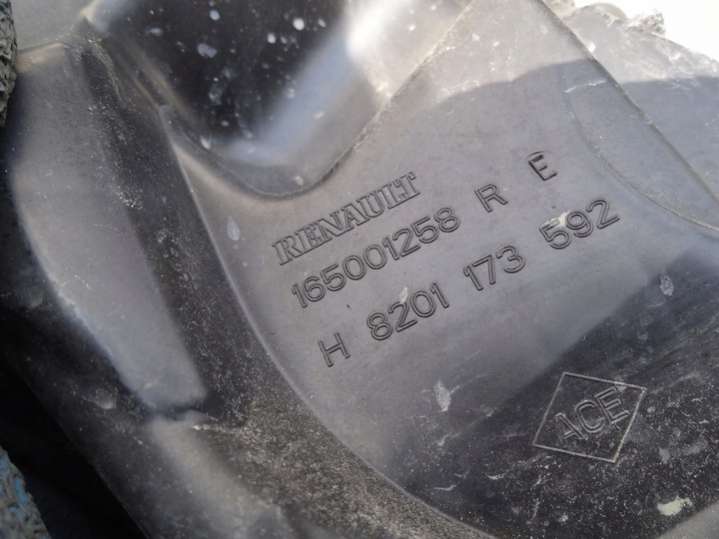 RENAULT
165001258 R E
H 8201 173 592
ACE